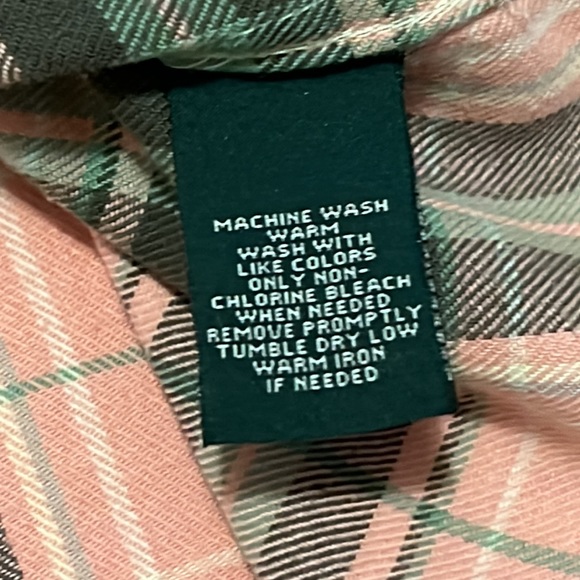 MACHINE WASH
WARM
WASH WITH
LIKE COLORS
ONLY NON-
CHLORINE BLEACH
WHEN NEEDED
REMOVE PROMPTLY
TUMBLE DRY LOW
WARM IRON
IF NEEDED